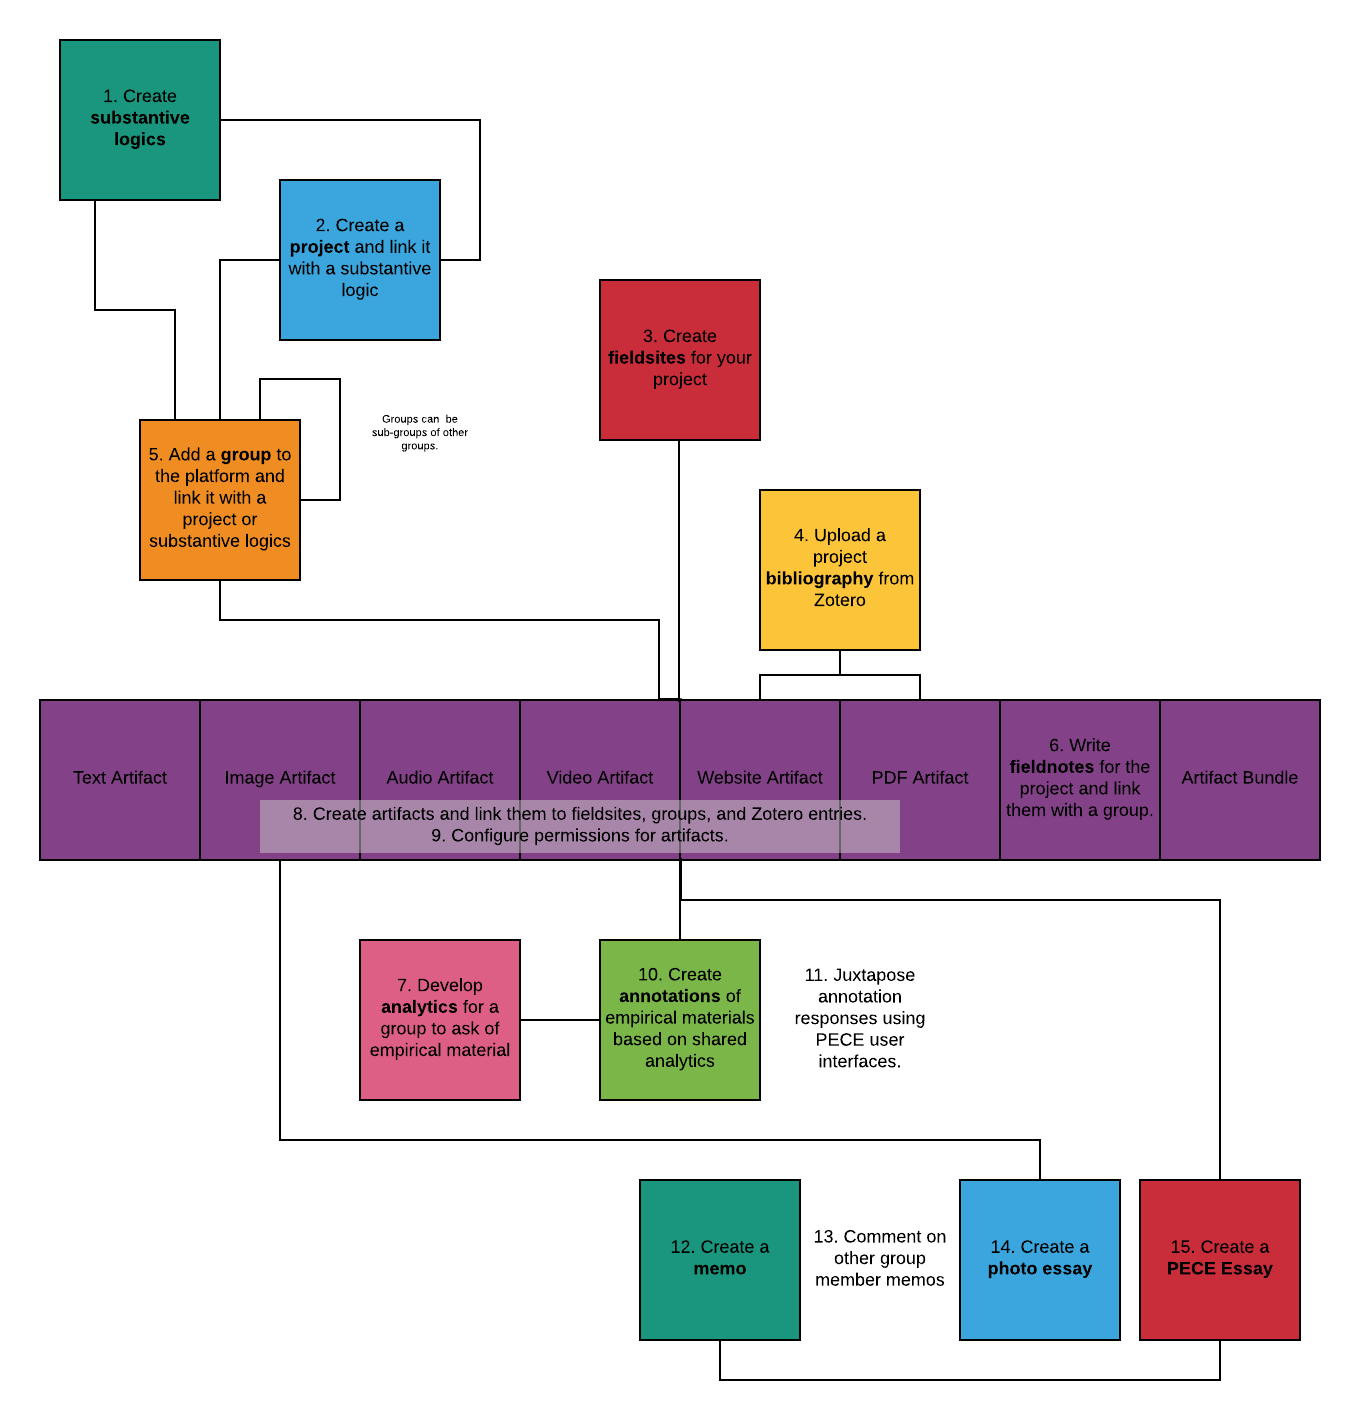 1. Create
substantive
logics
2. Create a
project and link it
with a substantive
logic
3. Create
fieldsites for your
project
Groups can  be
sub-groups of other
groups.
5. Add a group to
the platform and
link it with a
project or
substantive logics
4. Upload a
project
bibliography from
Zotero
Text Artifact
Image Artifact
Audio Artifact
Video Artifact
Website Artifact
PDF Artifact
6. Write
fieldnotes for the
project and link
them with a group.
Artifact Bundle
8. Create artifacts and link them to fieldsites, groups, and Zotero entries.
9. Configure permissions for artifacts.
7. Develop
analytics for a
group to ask of
empirical material
10. Create
annotations of
empirical materials
based on shared
analytics
11. Juxtapose
annotation
responses using
PECE user
interfaces.
12. Create a
memo
13. Comment on
other group
member memos
14. Create a
photo essay
15. Create a
PECE Essay